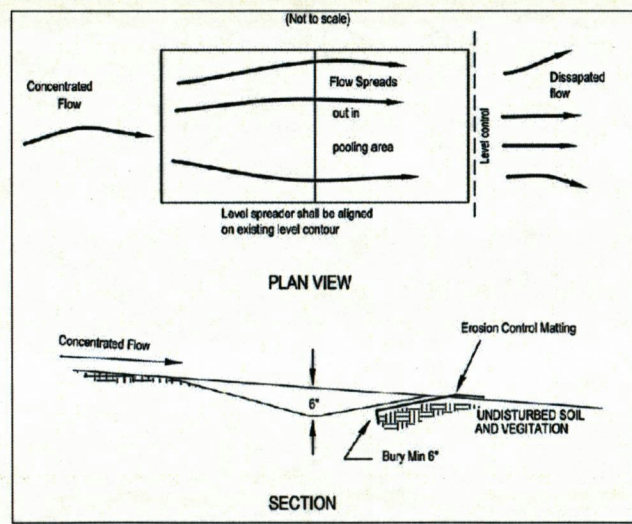 (Not to scale)
Concentrated
Flow
Flow Spreads
out in
pooling area
Level control
Dissapated
flow
Level spreader shall be aligned
on existing level contour
PLAN VIEW
Concentrated Flow
Erosion Control Matting
6"
UNDISTURBED SOIL
AND VEGITATION
Bury Min 6"
SECTION